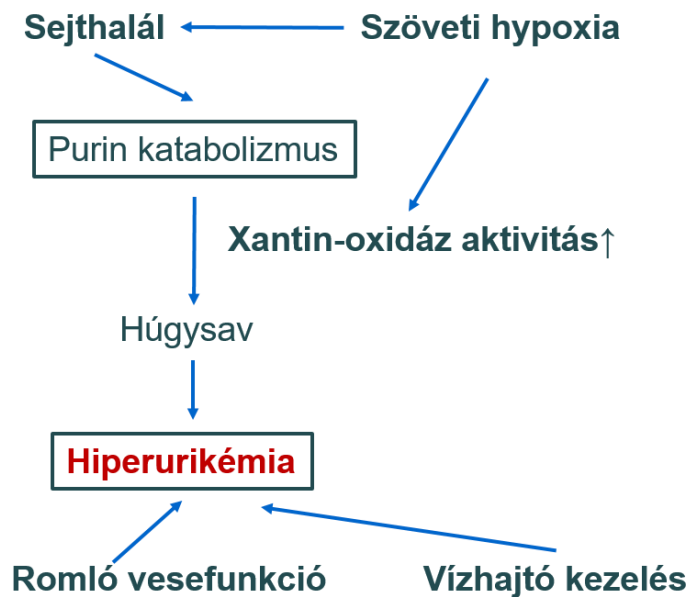 Sejthalál
Szöveti hypoxia
Purin katabolizmus
Xantin-oxidáz aktivitás↑
Húgysav
Hiperurikémia
Romló vesefunkció
Vízhajtó kezelés